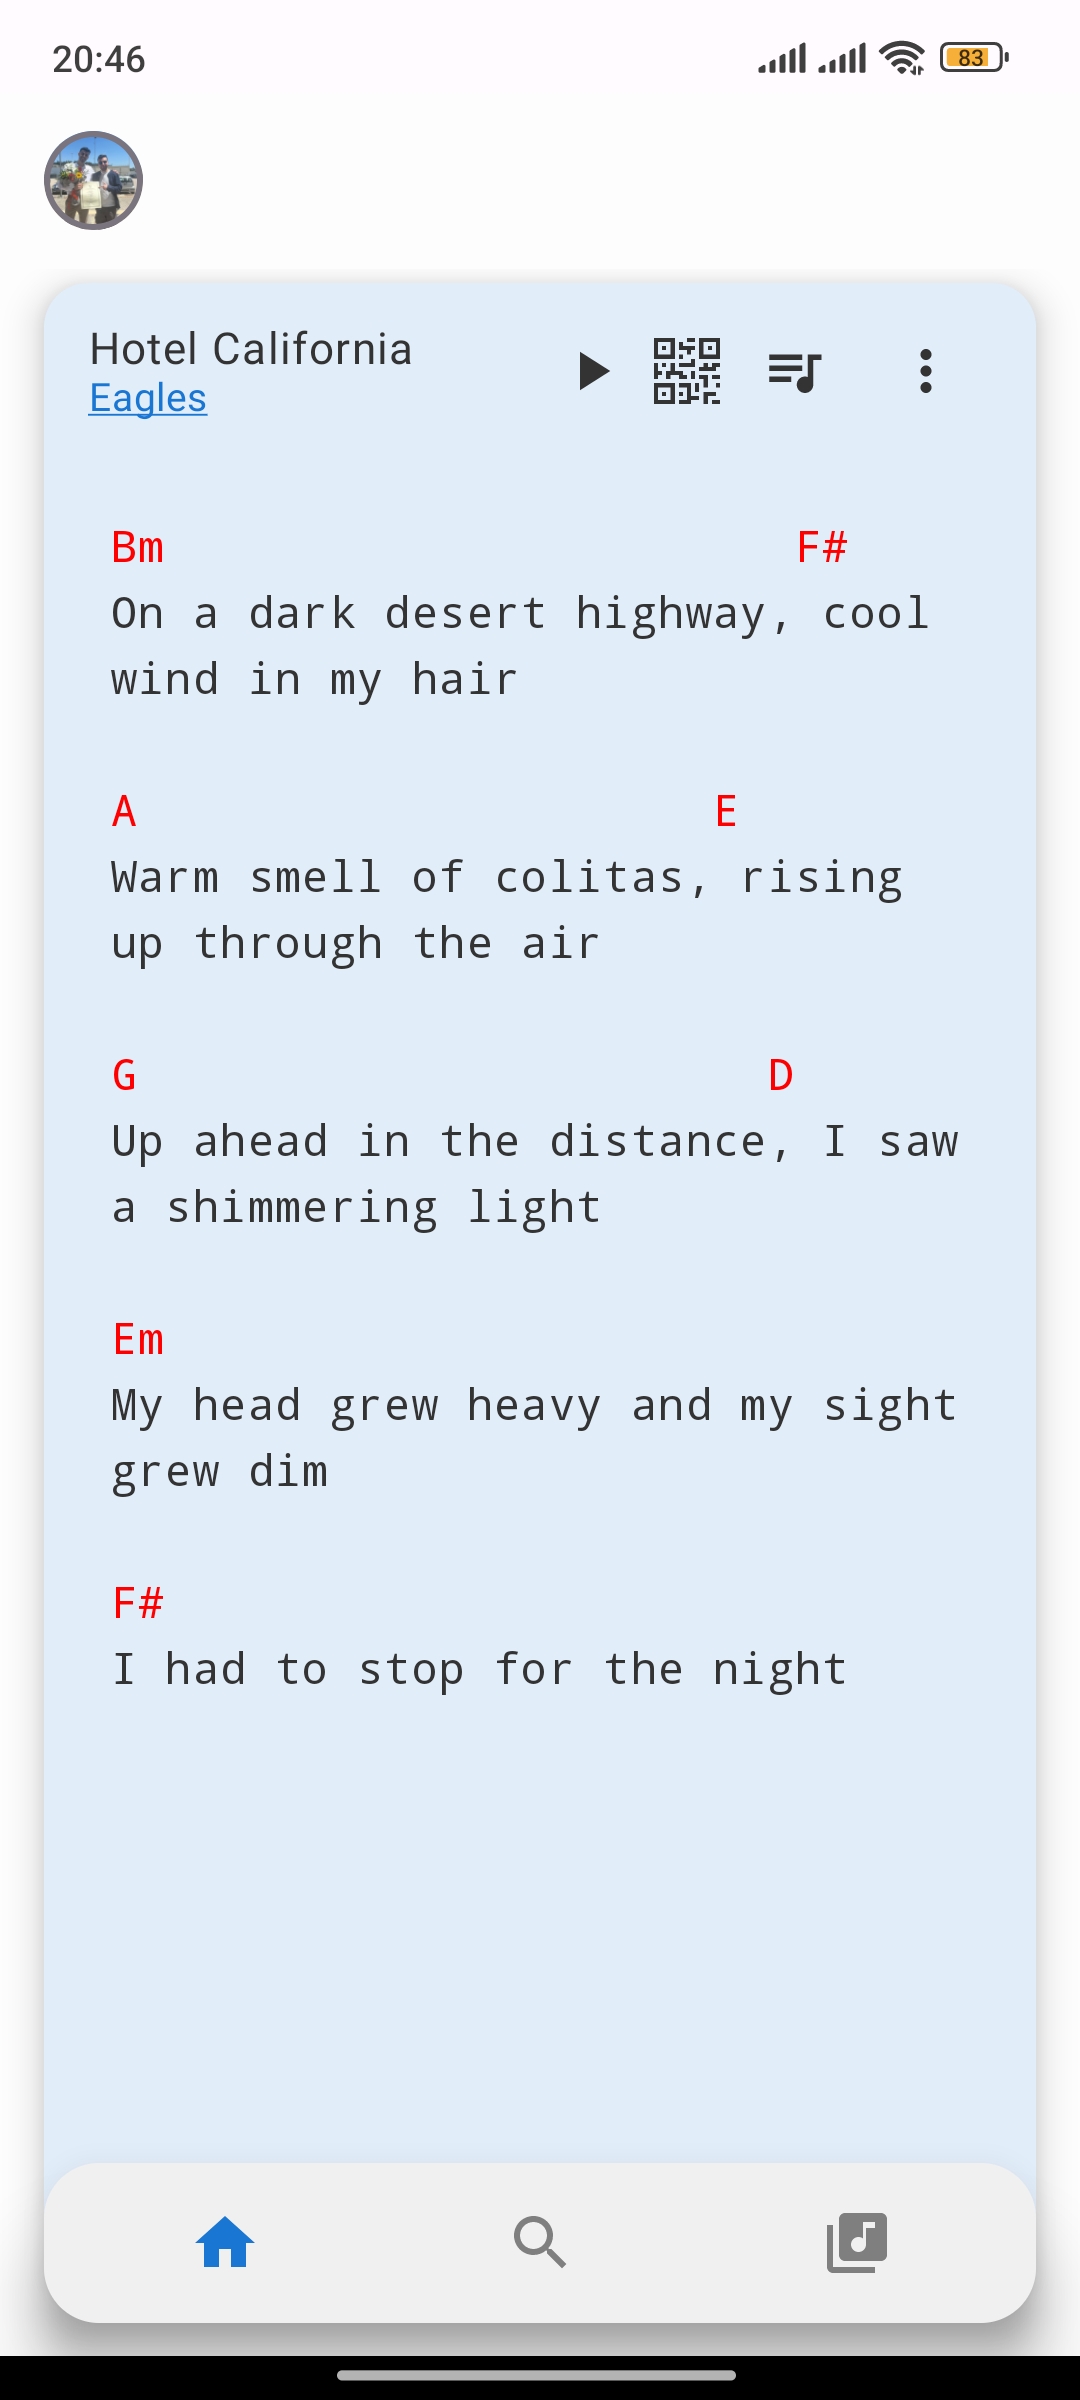 20:46
83
Hotel California
Eagles
Bm F#
On a dark desert highway, cool
wind in my hair
A E
Warm smell of colitas, rising
up through the air
G D
Up ahead in the distance, I saw
a shimmering light
Em
My head grew heavy and my sight
grew dim
F#
I had to stop for the night